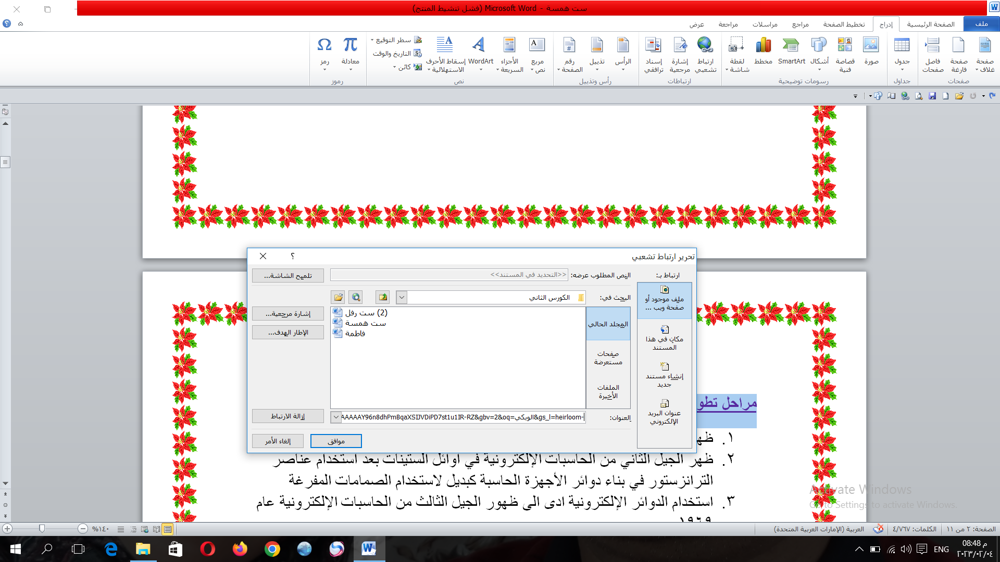 ست همسة - Microsoft Word (فشل تنشيط المنتج)
ملف
الصفحة الرئيسية
إدراج
تخطيط الصفحة
مراجع
مراسلات
مراجعة
عرض
صفحة غلاف
صفحة فارغة
فاصل صفحات
جدول
صورة
قصاصة فنية
أشكال
SmartArt
مخطط
لقطة شاشة
ارتباط تشعبي
إشارة مرجعية
إسناد ترافقي
الرأس
تذييل
رقم الصفحة
مربع نص
الأجزاء السريعة
WordArt
إسقاط الأحرف الاستهلالية
سطر التوقيع
التاريخ والوقت
كائن
معادلة
رمز
صفحات
جداول
رسومات توضيحية
ارتباطات
رأس وتذييل
نص
رموز
تحرير ارتباط تشعبي
؟
ارتباط بـ:
النص المطلوب عرضه:
<<التحديد في المستند>>
تلميح الشاشة...
ملف موجود أو صفحة ويب ...
مكان في هذا المستند
إنشاء مستند جديد
عنوان البريد الإلكتروني
البحث في:
الكورس الثاني
المجلد الحالي
صفحات مستعرضة
الملفات الأخيرة
ست رفل (2)
ست همسة
فاطمة
إشارة مرجعية...
الإطار الهدف...
إزالة الارتباط
العنوان:
AAAAAY96n8dhPmBqaXSIJVDiPD7st1u1IR-RZ&gbv=2&oq=الويكي&gs_l=heirloom-
موافق
إلغاء الأمر
مراحل تطو
١. ظهر
٢. ظهر الجيل الثاني من الحاسبات الإلكترونية في اوائل الستينات بعد استخدام عناصر
الترانزستور في بناء دوائر الأجهزة الحاسبة كبديل لاستخدام الصمامات المفرغة
٣. استخدام الدوائر الإلكترونية ادى الى ظهور الجيل الثالث من الحاسبات الإلكترونية عام
١٩٦٩
Activate Windows
Go to Settings to activate Windows.
الصفحة: ٢ من ١١
الكلمات: ٤/٧٦٧
العربية (الإمارات العربية المتحدة)
%١٤٠
ENG
08:48 م
٢٠٢٣/٠٢/٠٤